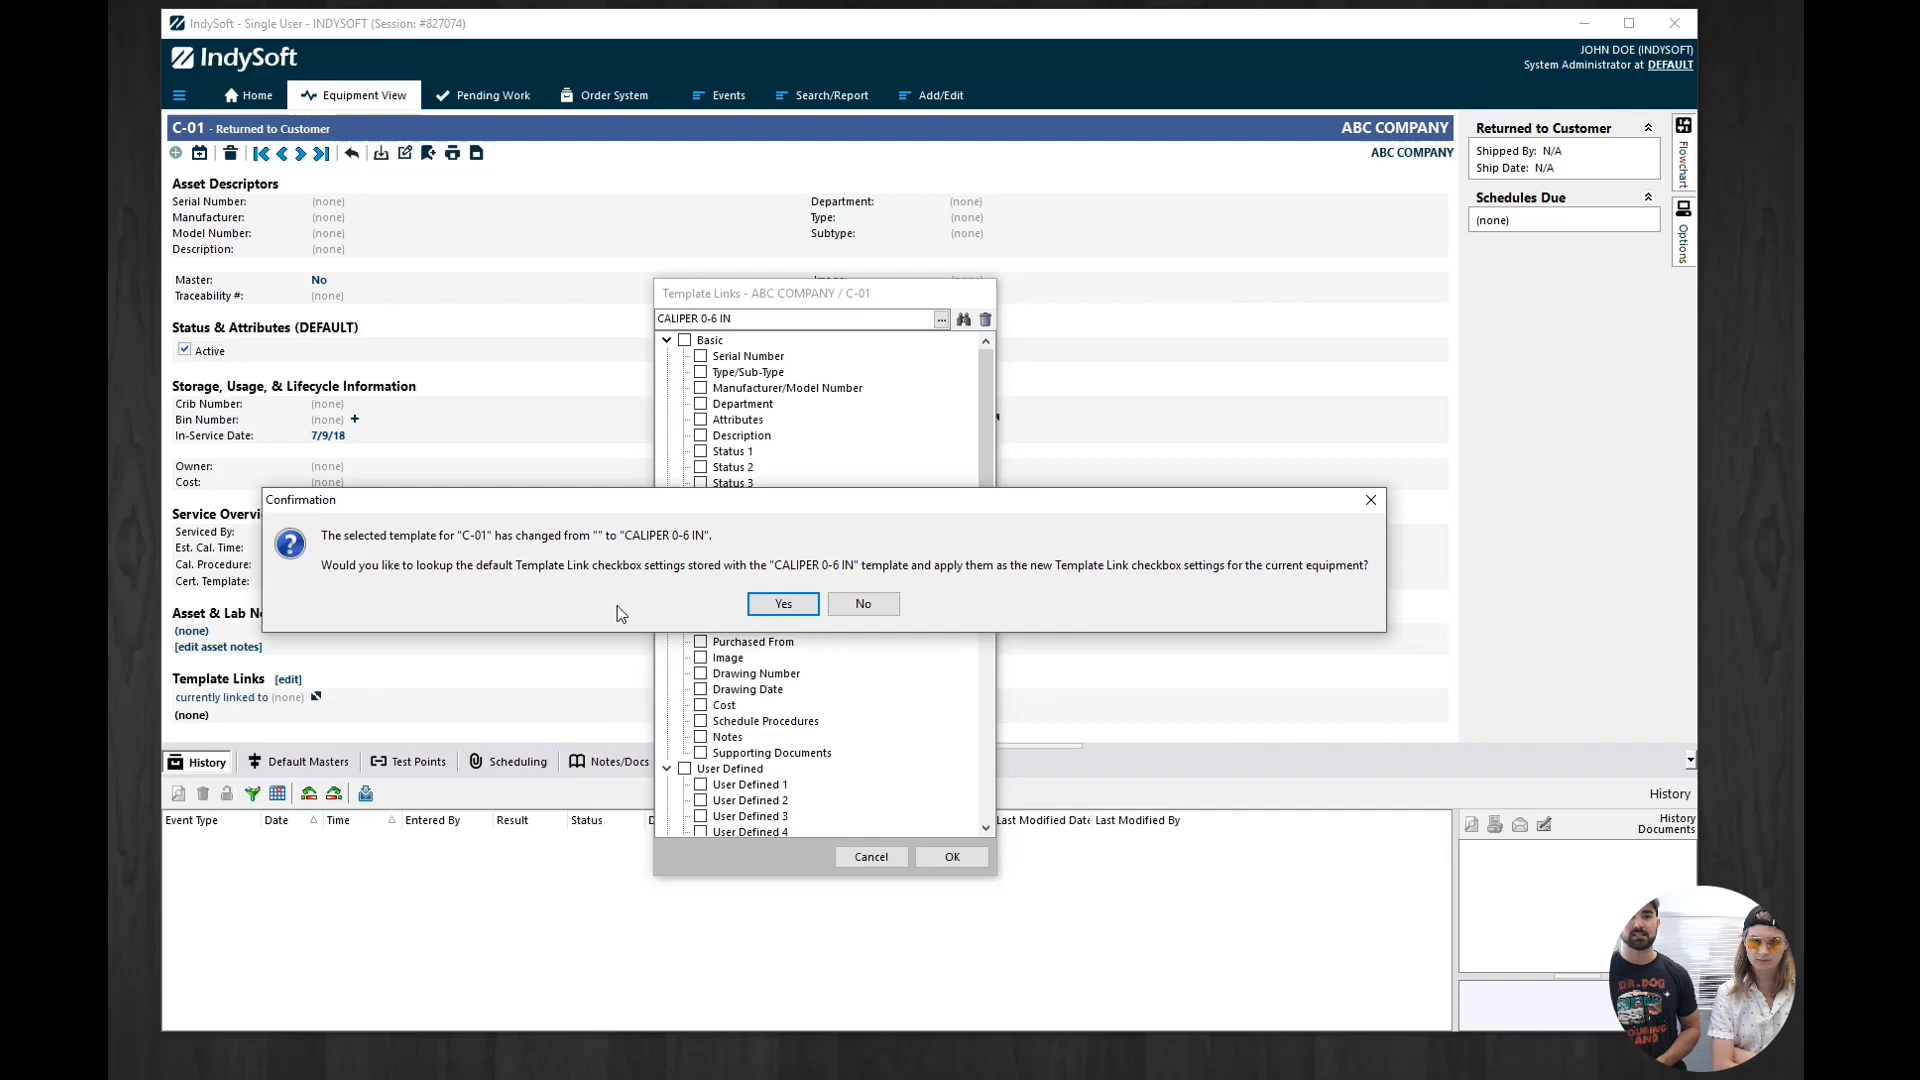 IndySoft - Single User - INDYSOFT (Session: #827074)
IndySoft
JOHN DOE (INDYSOFT)
System Administrator at DEFAULT
Home
Equipment View
Pending Work
Order System
Events
Search/Report
Add/Edit
C-01 - Returned to Customer
ABC COMPANY
ABC COMPANY
Asset Descriptors
Serial Number: (none)
Manufacturer: (none)
Model Number: (none)
Description: (none)
Department: (none)
Type: (none)
Subtype: (none)
Master: No
Traceability #: (none)
Status & Attributes (DEFAULT)
Active
Storage, Usage, & Lifecycle Information
Crib Number: (none)
Bin Number: (none)
In-Service Date: 7/9/18
Owner: (none)
Cost: (none)
Serviced By:
Est. Cal. Time:
Cal. Procedure:
Cert. Template:
Asset & Lab
(none)
[edit asset notes]
Template Links [edit]
currently linked to (none)
(none)
Template Links - ABC COMPANY / C-01
CALIPER 0-6 IN
...
Basic
Serial Number
Type/Sub-Type
Manufacturer/Model Number
Department
Attributes
Description
Status 1
Status 2
Status 3
Confirmation
The selected template for "C-01" has changed from "" to "CALIPER 0-6 IN".
Would you like to lookup the default Template Link checkbox settings stored with the "CALIPER 0-6 IN" template and apply them as the new Template Link checkbox settings for the current equipment?
Yes
No
Purchased From
Image
Drawing Number
Drawing Date
Cost
Schedule Procedures
Notes
Supporting Documents
User Defined
User Defined 1
User Defined 2
User Defined 3
User Defined 4
Cancel
OK
Returned to Customer
Shipped By: N/A
Ship Date: N/A
Schedules Due
(none)
Flowchart
Options
History
Default Masters
Test Points
Scheduling
Notes/Docs
History
Event Type
Date
Time
Entered By
Result
Status
Last Modified Date
Last Modified By
History
Documents
DR. DOG